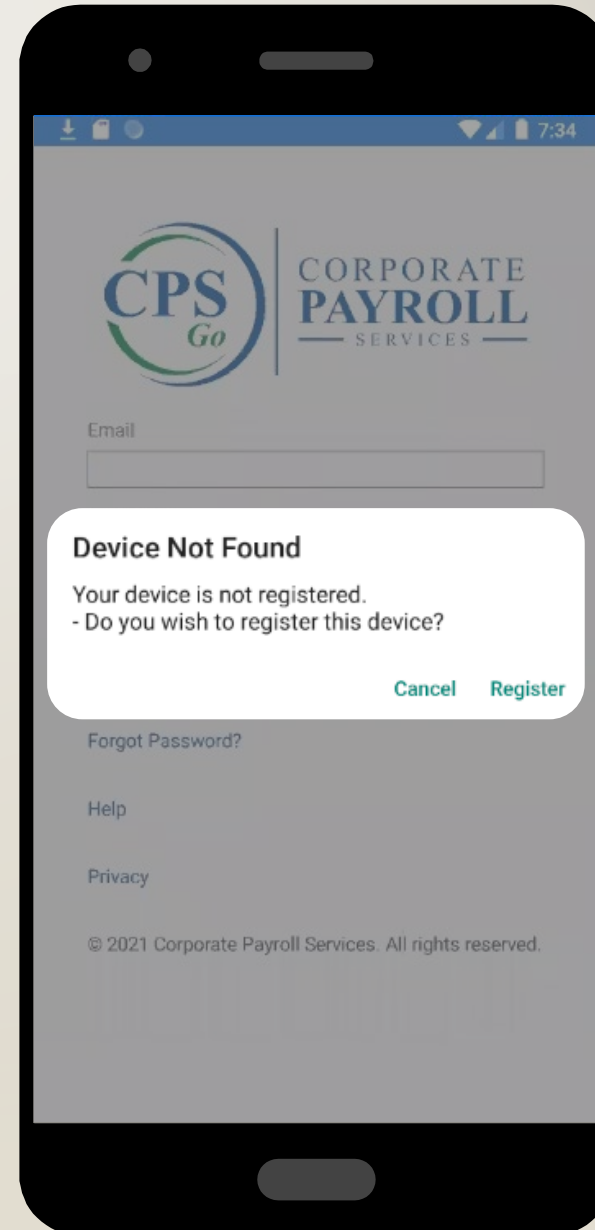 7:34
CPS
Go
CORPORATE
PAYROLL
SERVICES
Email
Device Not Found
Your device is not registered.
- Do you wish to register this device?
Cancel Register
Forgot Password?
Help
Privacy
© 2021 Corporate Payroll Services. All rights reserved.